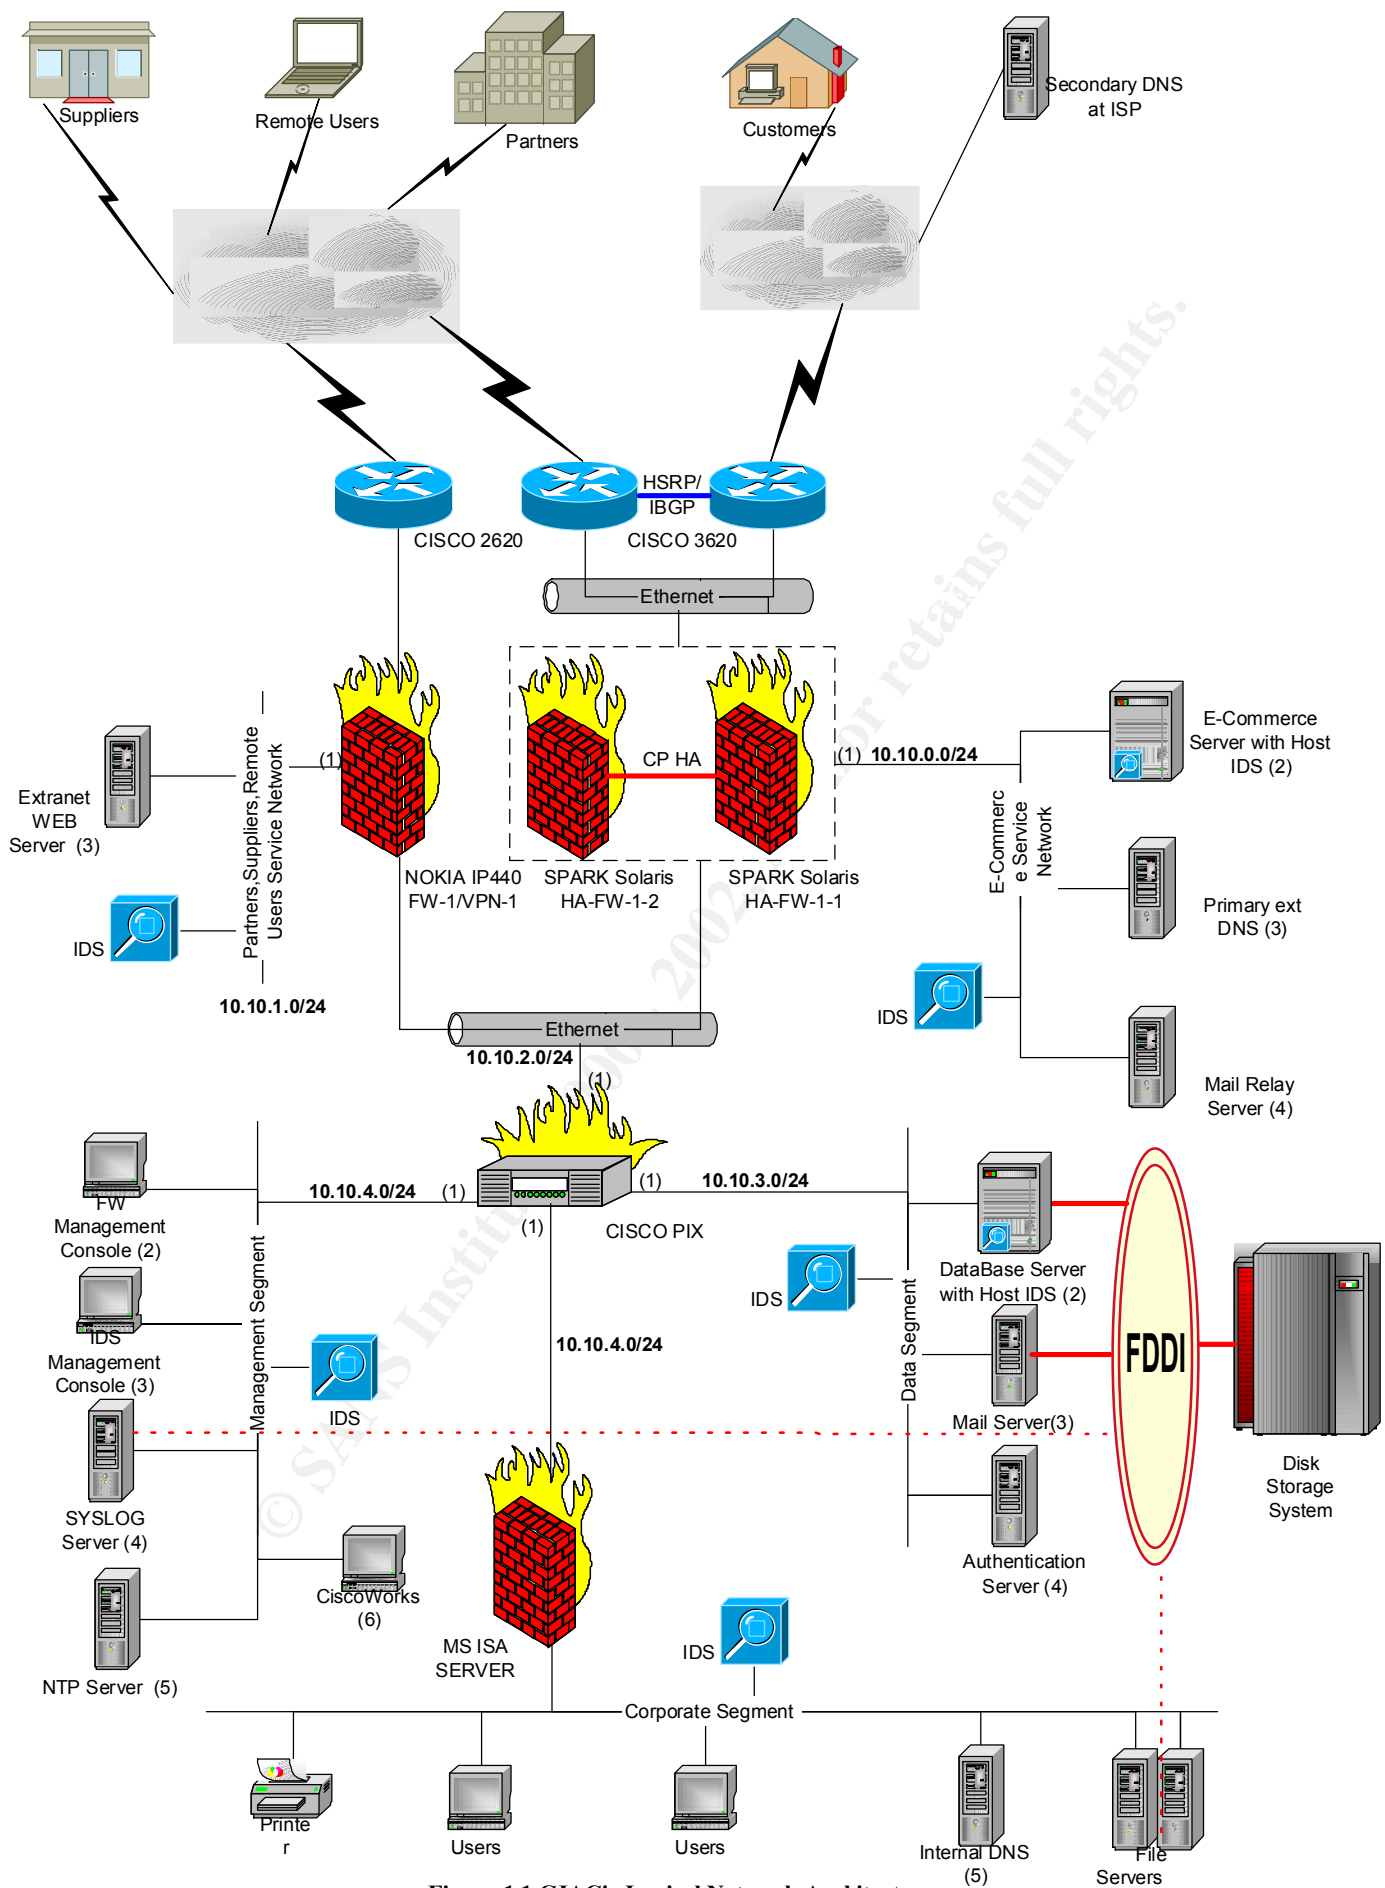 Suppliers
Remote Users
Partners
Customers
Secondary DNS
at ISP
HSRP/
IBGP
CISCO 2620
CISCO 3620
Ethernet
Extranet
WEB
Server (3)
Partners,Suppliers,Remote
Users Service Network
(1)
IDS
10.10.1.0/24
NOKIA IP440
FW-1/VPN-1
CP HA
SPARK Solaris
HA-FW-1-2
SPARK Solaris
HA-FW-1-1
(1)
10.10.0.0/24
E-Commerc
e Service
Network
E-Commerce
Server with Host
IDS (2)
Primary ext
DNS (3)
IDS
Mail Relay
Server (4)
Ethernet
10.10.2.0/24
(1)
FW
Management
Console (2)
10.10.4.0/24
(1)
(1)
(1)
10.10.3.0/24
CISCO PIX
IDS
Management
Console (3)
Management Segment
IDS
10.10.4.0/24
IDS
Data Segment
DataBase Server
with Host IDS (2)
Mail Server(3)
FDDI
Disk
Storage
System
SYSLOG
Server (4)
CiscoWorks
(6)
Authentication
Server (4)
NTP Server (5)
MS ISA
SERVER
IDS
Corporate Segment
Printe
r
Users
Users
Internal DNS
(5)
File
Servers
© SANS Institute 2000 - 2002, Author retains full rights.